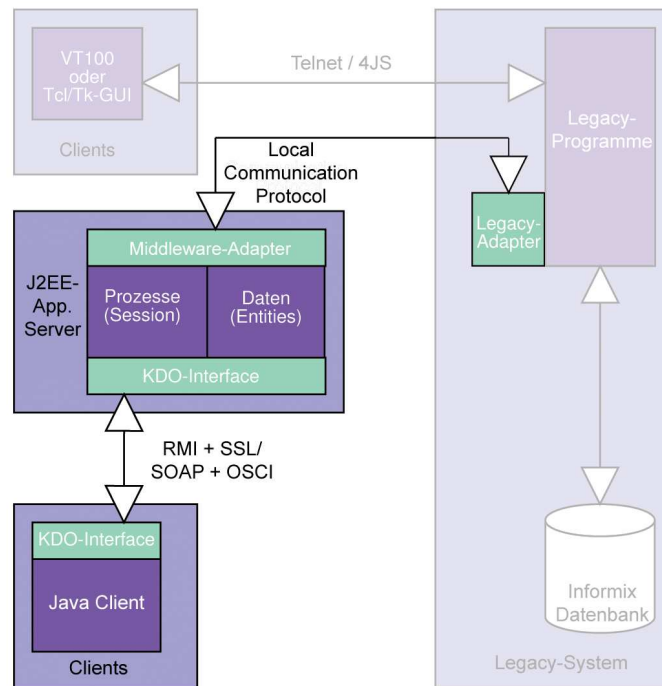 VT100
oder
Tcl/Tk-GUI
Clients
Telnet / 4JS
Legacy-
Programme
Local
Communication
Protocol
Legacy-
Adapter
J2EE-
App.
Server
Middleware-Adapter
Prozesse
(Session)
Daten
(Entities)
KDO-Interface
RMI + SSL/
SOAP + OSCI
KDO-Interface
Java Client
Clients
Informix
Datenbank
Legacy-System